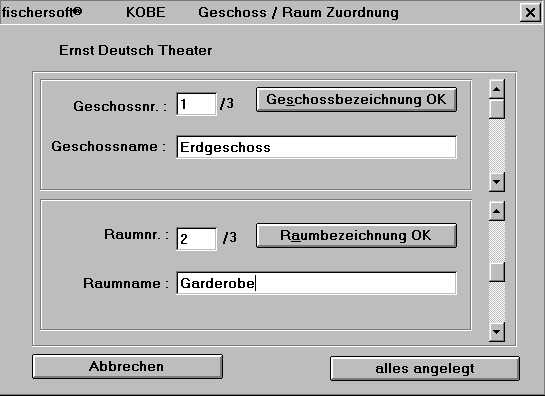 fischersoft® KOBE Geschoss / Raum Zuordnung
Ernst Deutsch Theater
Geschossnr. : 1 /3 Geschossbezeichnung OK
Geschossname : Erdgeschoss
Raumnr. : 2 /3 Raumbezeichnung OK
Raumname : Garderobe
Abbrechen alles angelegt